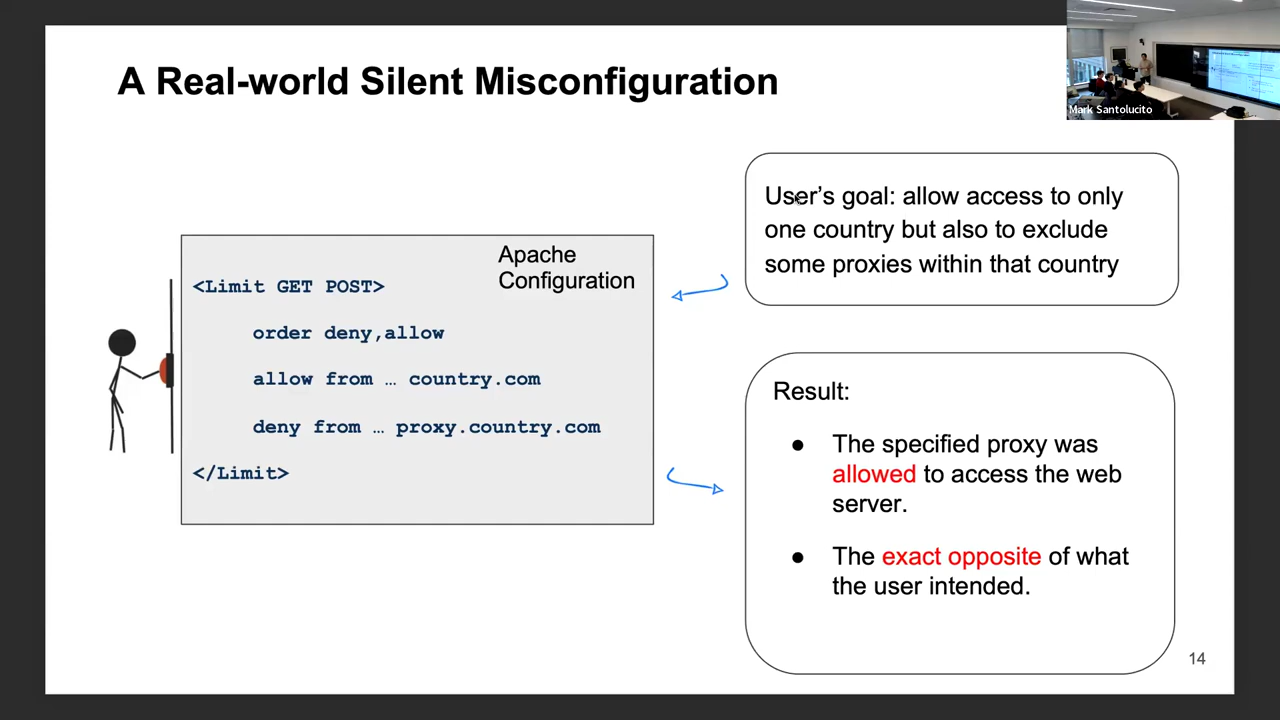 A Real-world Silent Misconfiguration
Mark Santolucito
User's goal: allow access to only
one country but also to exclude
some proxies within that country
Apache
Configuration
<Limit GET POST>
order deny,allow
allow from … country.com
deny from … proxy.country.com
</Limit>
Result:
● The specified proxy was
allowed to access the web
server.
● The exact opposite of what
the user intended.
14